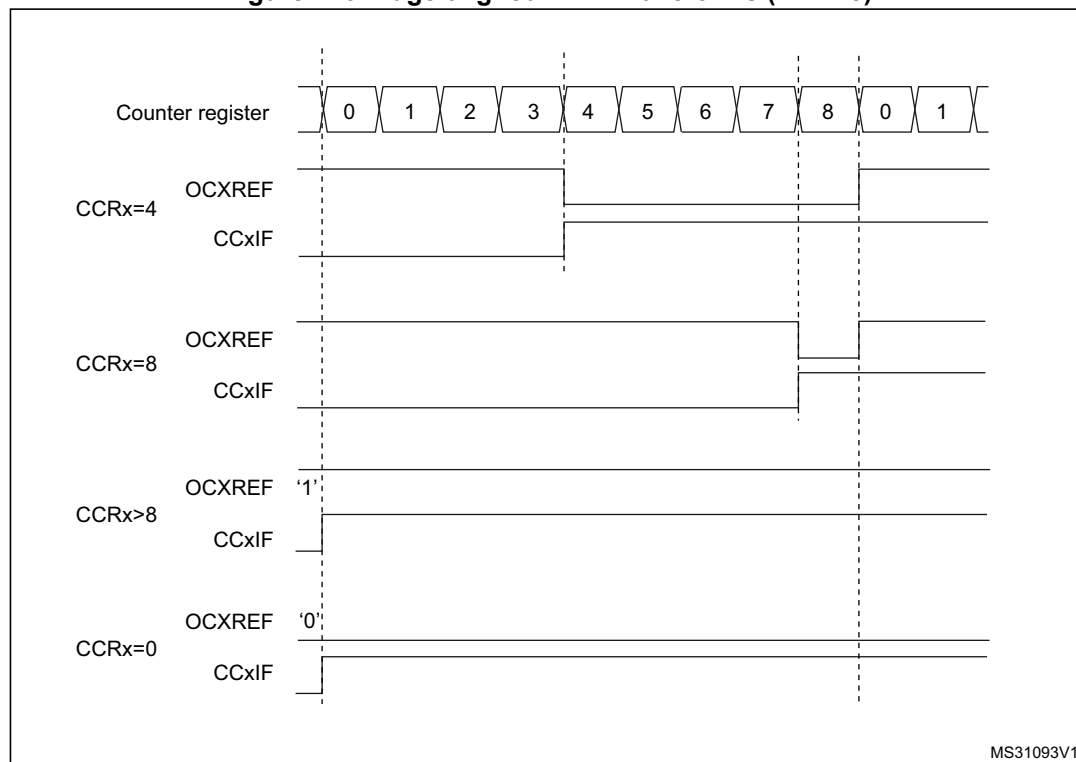 Counter register 0 1 2 3 4 5 6 7 8 0 1
OCXREF
CCRx=4
CCxIF
OCXREF
CCRx=8
CCxIF
OCXREF ‘1’
CCRx>8
CCxIF
OCXREF ‘0’
CCRx=0
CCxIF
MS31093V1